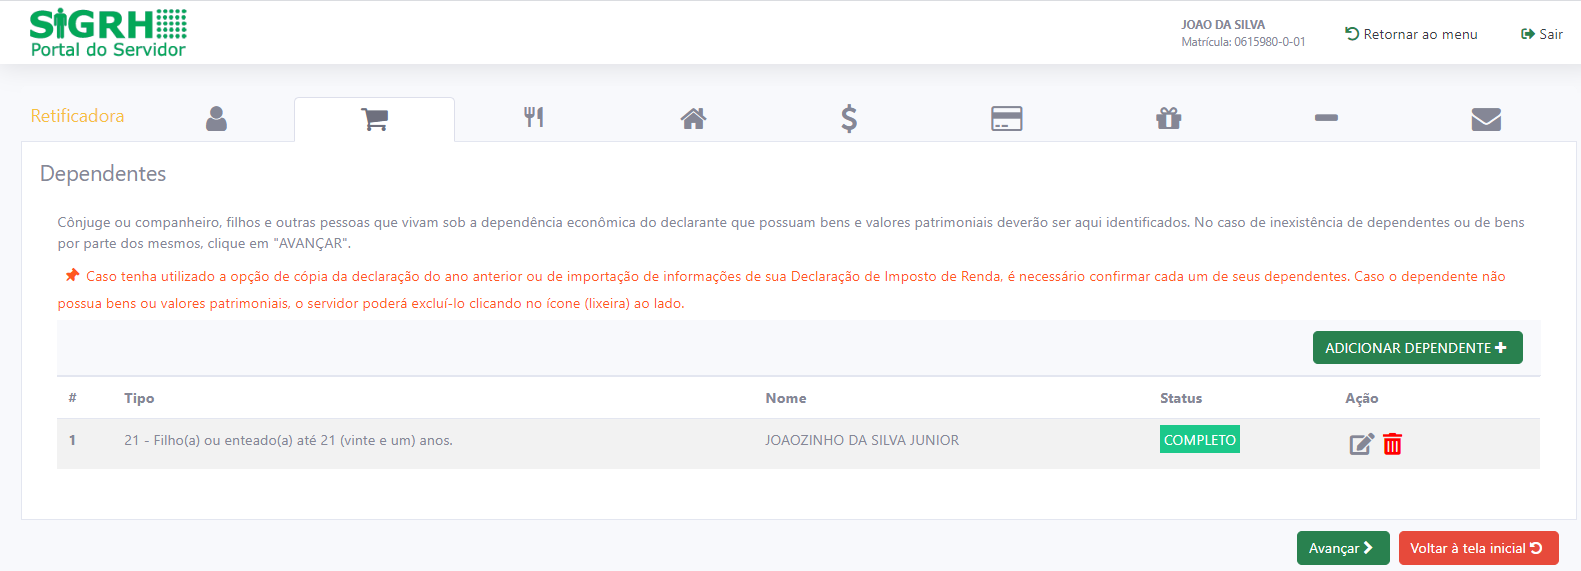 SIGRH
Portal do Servidor
JOAO DA SILVA
Matrícula: 0615980-0-01
Retornar ao menu
Sair
Retificadora
Dependentes
Cônjuge ou companheiro, filhos e outras pessoas que vivam sob a dependência econômica do declarante que possuam bens e valores patrimoniais deverão ser aqui identificados. No caso de inexistência de dependentes ou de bens
por parte dos mesmos, clique em "AVANÇAR".
Caso tenha utilizado a opção de cópia da declaração do ano anterior ou de importação de informações de sua Declaração de Imposto de Renda, é necessário confirmar cada um de seus dependentes. Caso o dependente não
possua bens ou valores patrimoniais, o servidor poderá excluí-lo clicando no ícone (lixeira) ao lado.
ADICIONAR DEPENDENTE
# Tipo Nome Status Ação
1 21 - Filho(a) ou enteado(a) até 21 (vinte e um) anos. JOAOZINHO DA SILVA JUNIOR COMPLETO
Avançar
Voltar à tela inicial